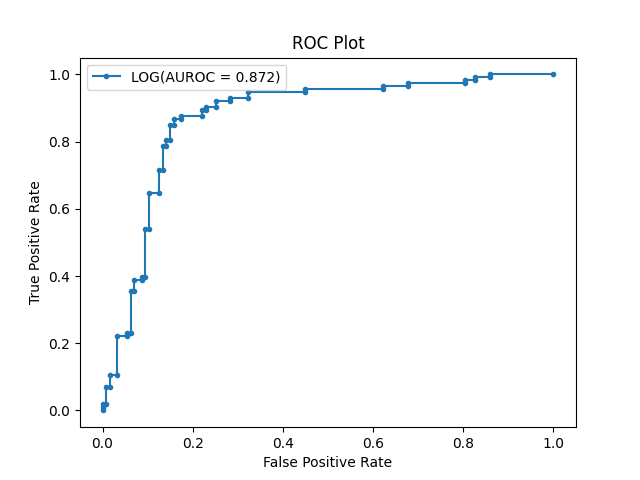 ROC Plot
LOG(AUROC = 0.872)
1.0
0.8
0.6
0.4
0.2
0.0
True Positive Rate
0.0 0.2 0.4 0.6 0.8 1.0
False Positive Rate